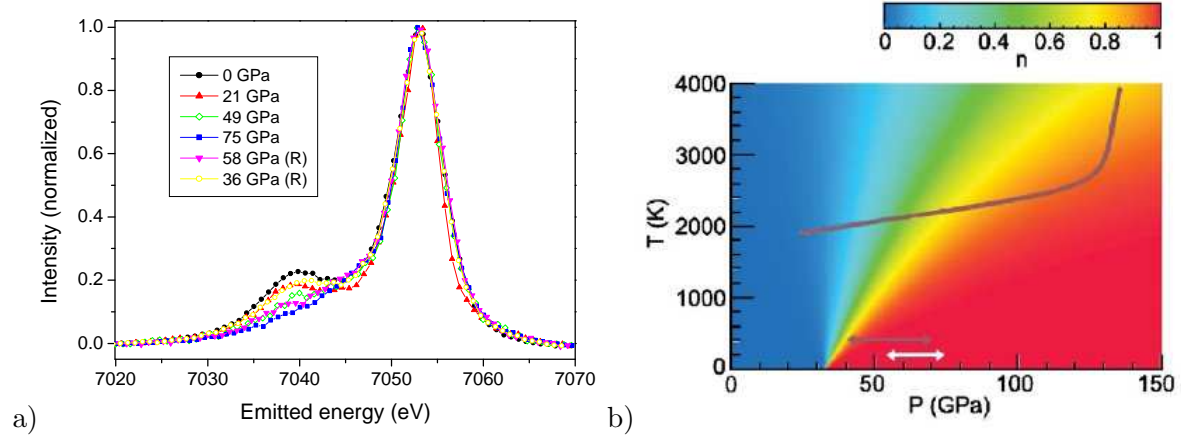 1.0
0.8
0.6
0.4
0.2
0.0
Intensity (normalized)
0 GPa
21 GPa
49 GPa
75 GPa
58 GPa (R)
36 GPa (R)
7020 7030 7040 7050 7060 7070
Emitted energy (eV)
a)
0 0.2 0.4 0.6 0.8 1
n
4000
3000
2000
1000
0
T (K)
0 50 100 150
P (GPa)
b)